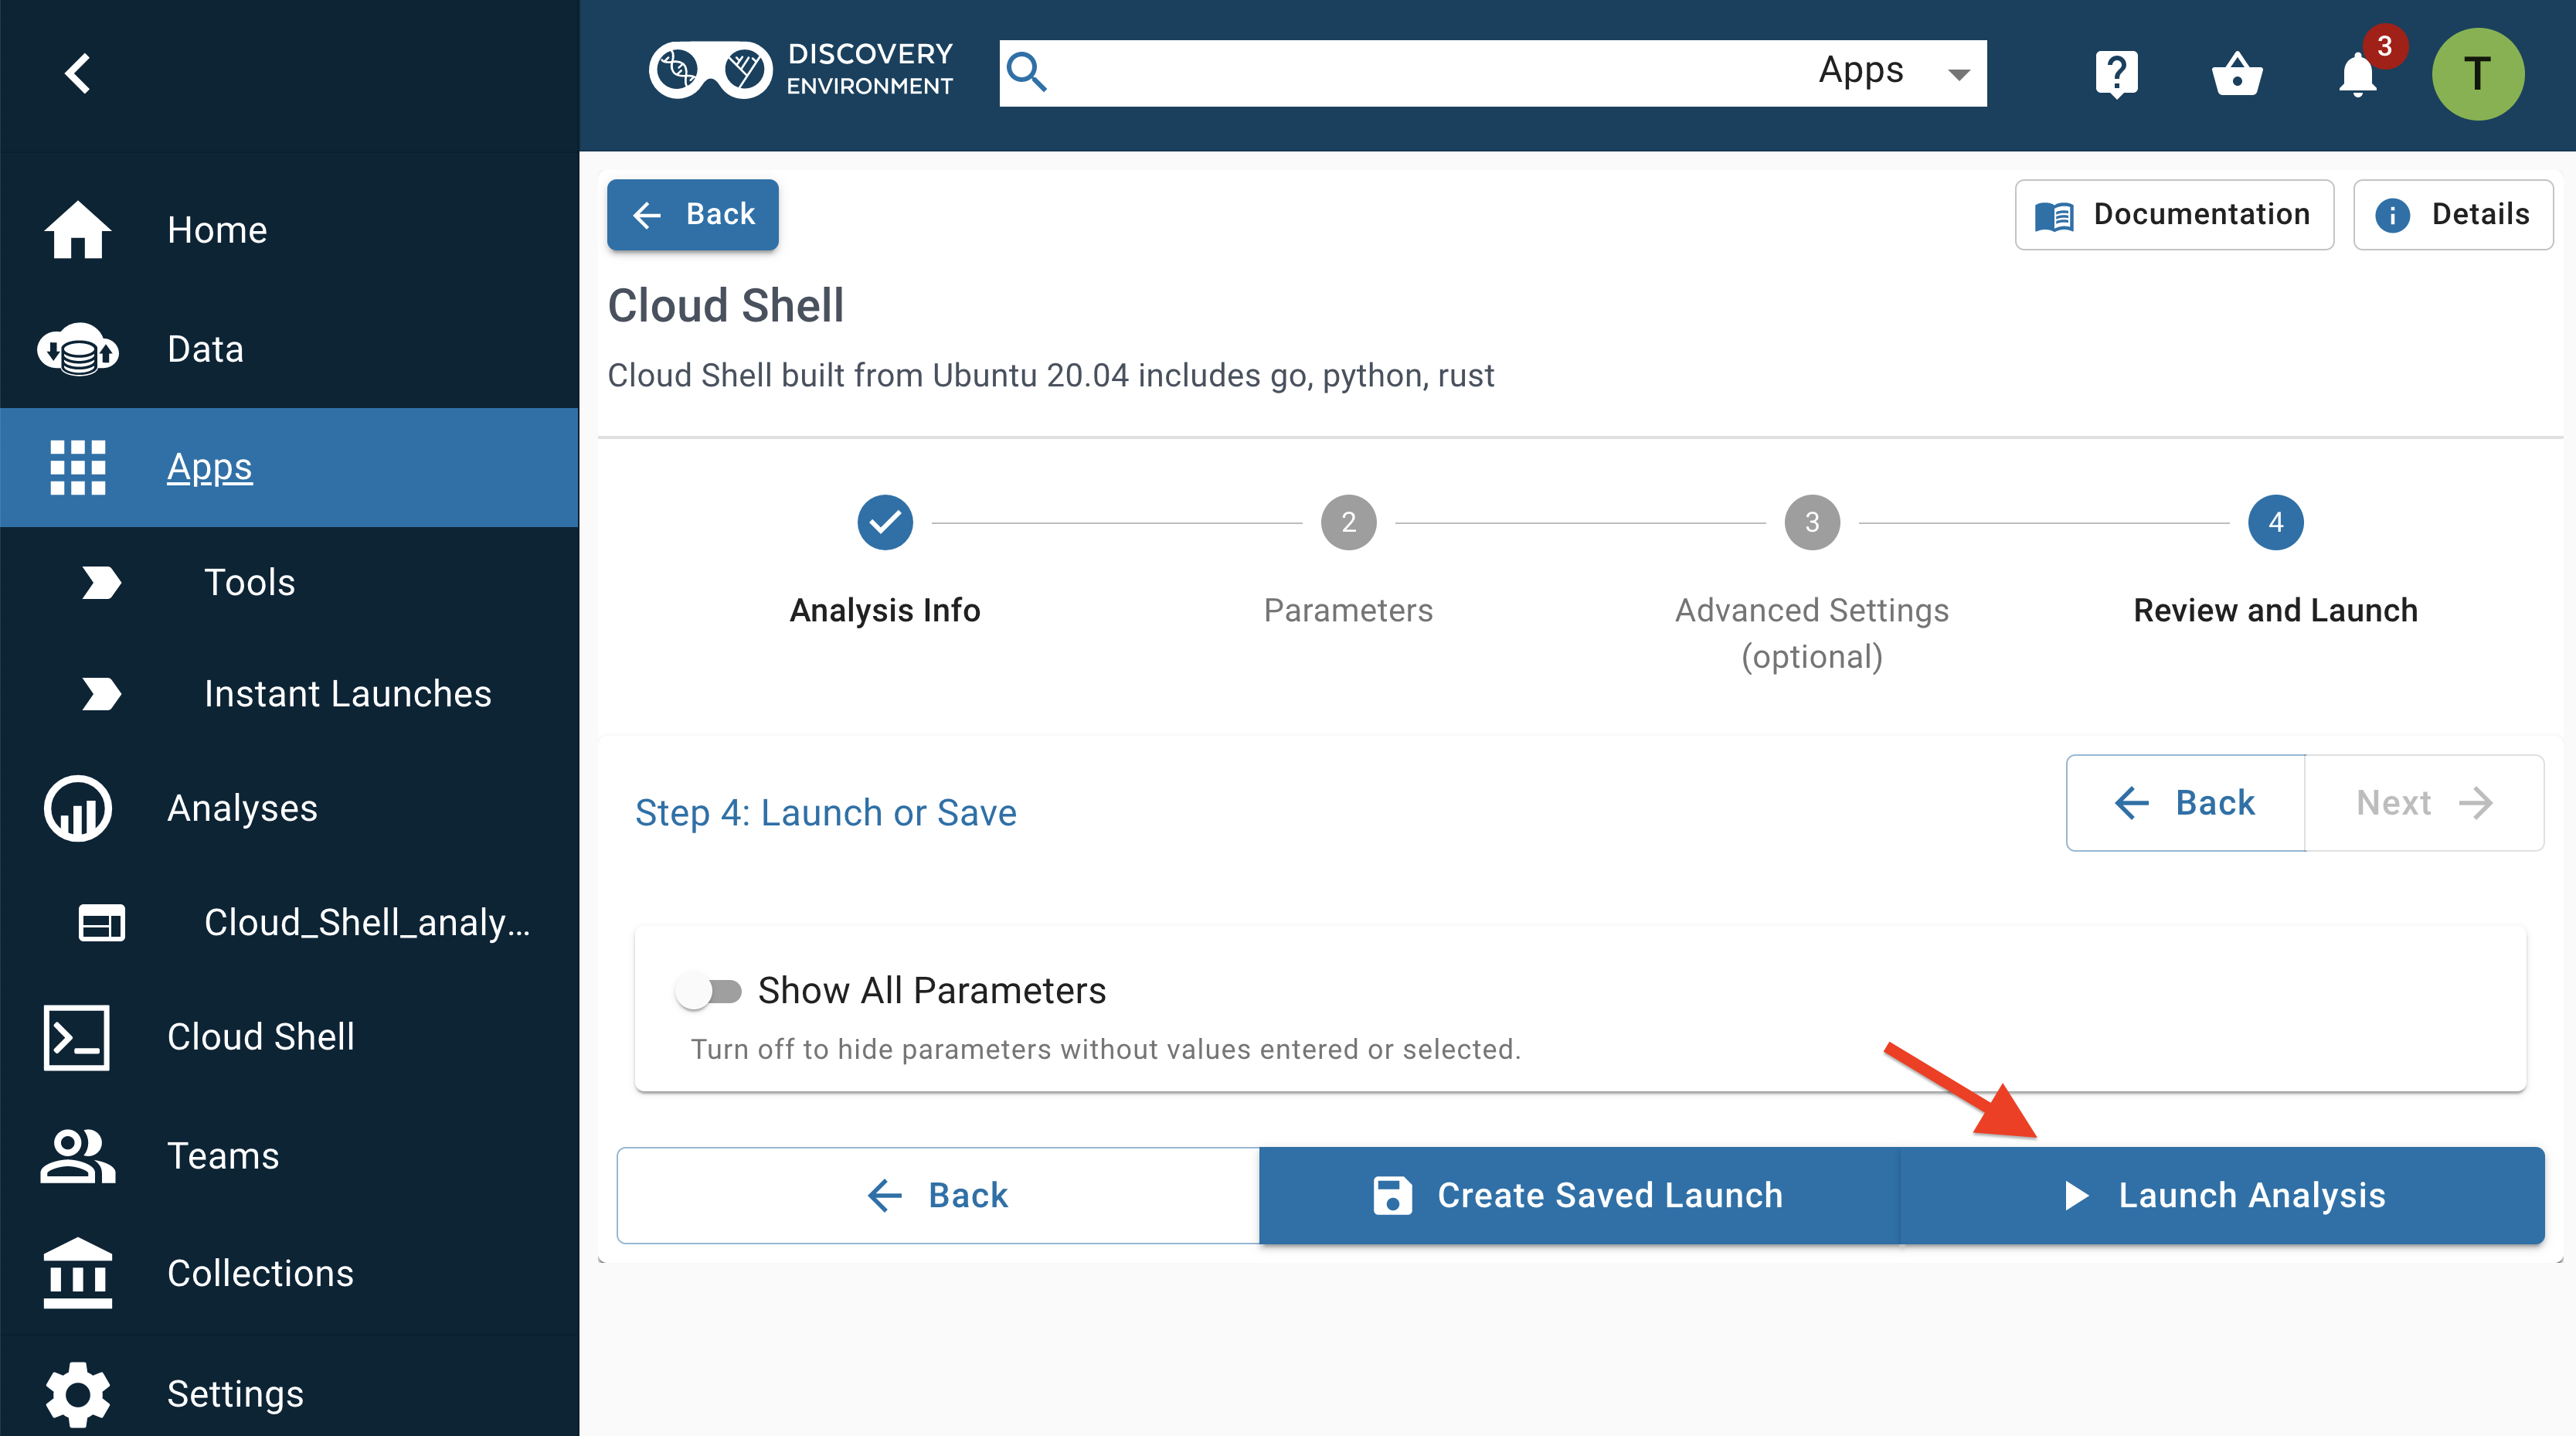 DISCOVERY
ENVIRONMENT
Apps
?
3
T
Home
Data
Apps
Tools
Instant Launches
Analyses
Cloud_Shell_analy...
Cloud Shell
Teams
Collections
Settings
Back
Documentation
i Details
Cloud Shell
Cloud Shell built from Ubuntu 20.04 includes go, python, rust
2
3
4
Analysis Info
Parameters
Advanced Settings
(optional)
Review and Launch
Step 4: Launch or Save
Back
Next
Show All Parameters
Turn off to hide parameters without values entered or selected.
Back
Create Saved Launch
Launch Analysis